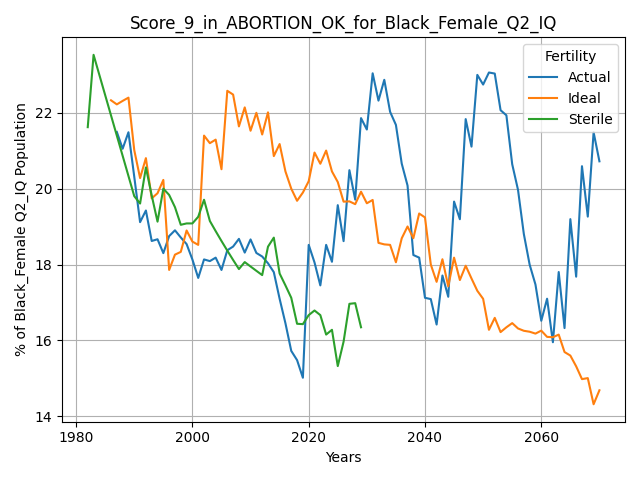 Score_9_in_ABORTION_OK_for_Black_Female_Q2_IQ
Fertility
Actual
Ideal
Sterile
% of Black_Female Q2_IQ Population
22
20
18
16
14
1980
2000
2020
2040
2060
Years